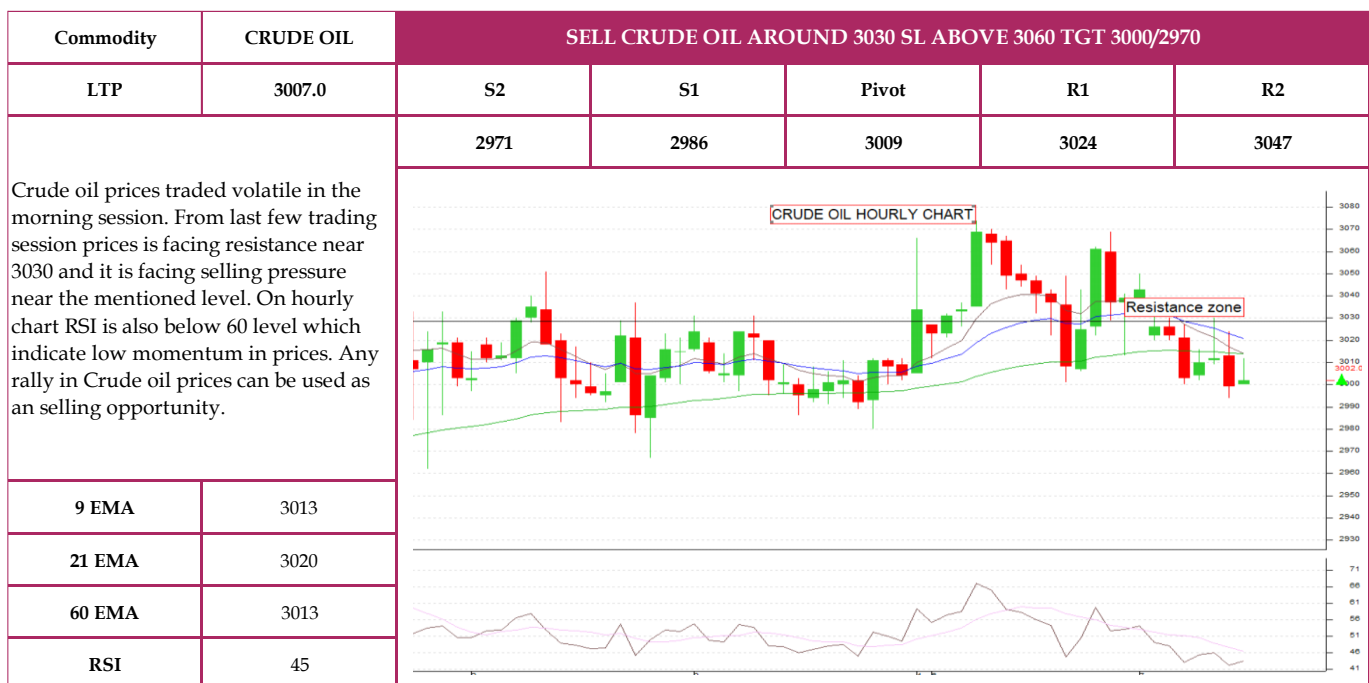 Commodity CRUDE OIL SELL CRUDE OIL AROUND 3030 SL ABOVE 3060 TGT 3000/2970
LTP 3007.0 S2 S1 Pivot R1 R2
2971 2986 3009 3024 3047
Crude oil prices traded volatile in the
morning session. From last few trading
session prices is facing resistance near
3030 and it is facing selling pressure
near the mentioned level. On hourly
chart RSI is also below 60 level which
indicate low momentum in prices. Any
rally in Crude oil prices can be used as
an selling opportunity.
9 EMA 3013
21 EMA 3020
60 EMA 3013
RSI 45
CRUDE OIL HOURLY CHART
Resistance zone
3080
3070
3060
3050
3040
3030
3020
3010
3002.0
3000
2990
2980
2970
2960
2950
2940
2930
71
66
61
56
51
46
41